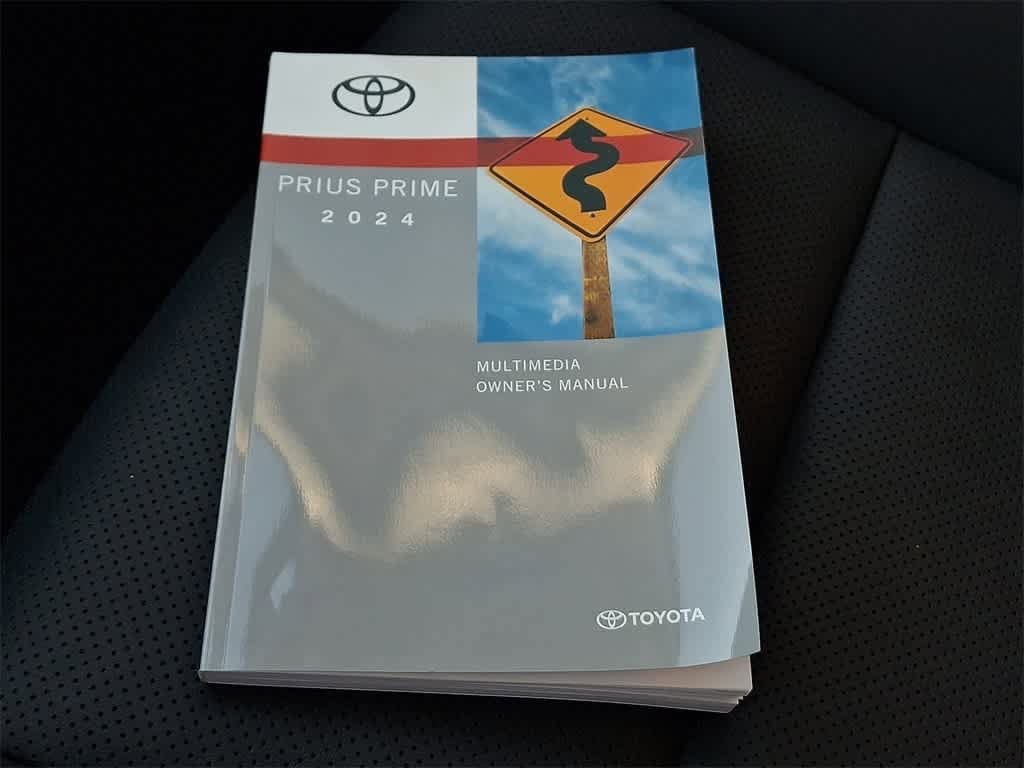 PRIUS PRIME
2024
MULTIMEDIA
OWNER'S MANUAL
TOYOTA